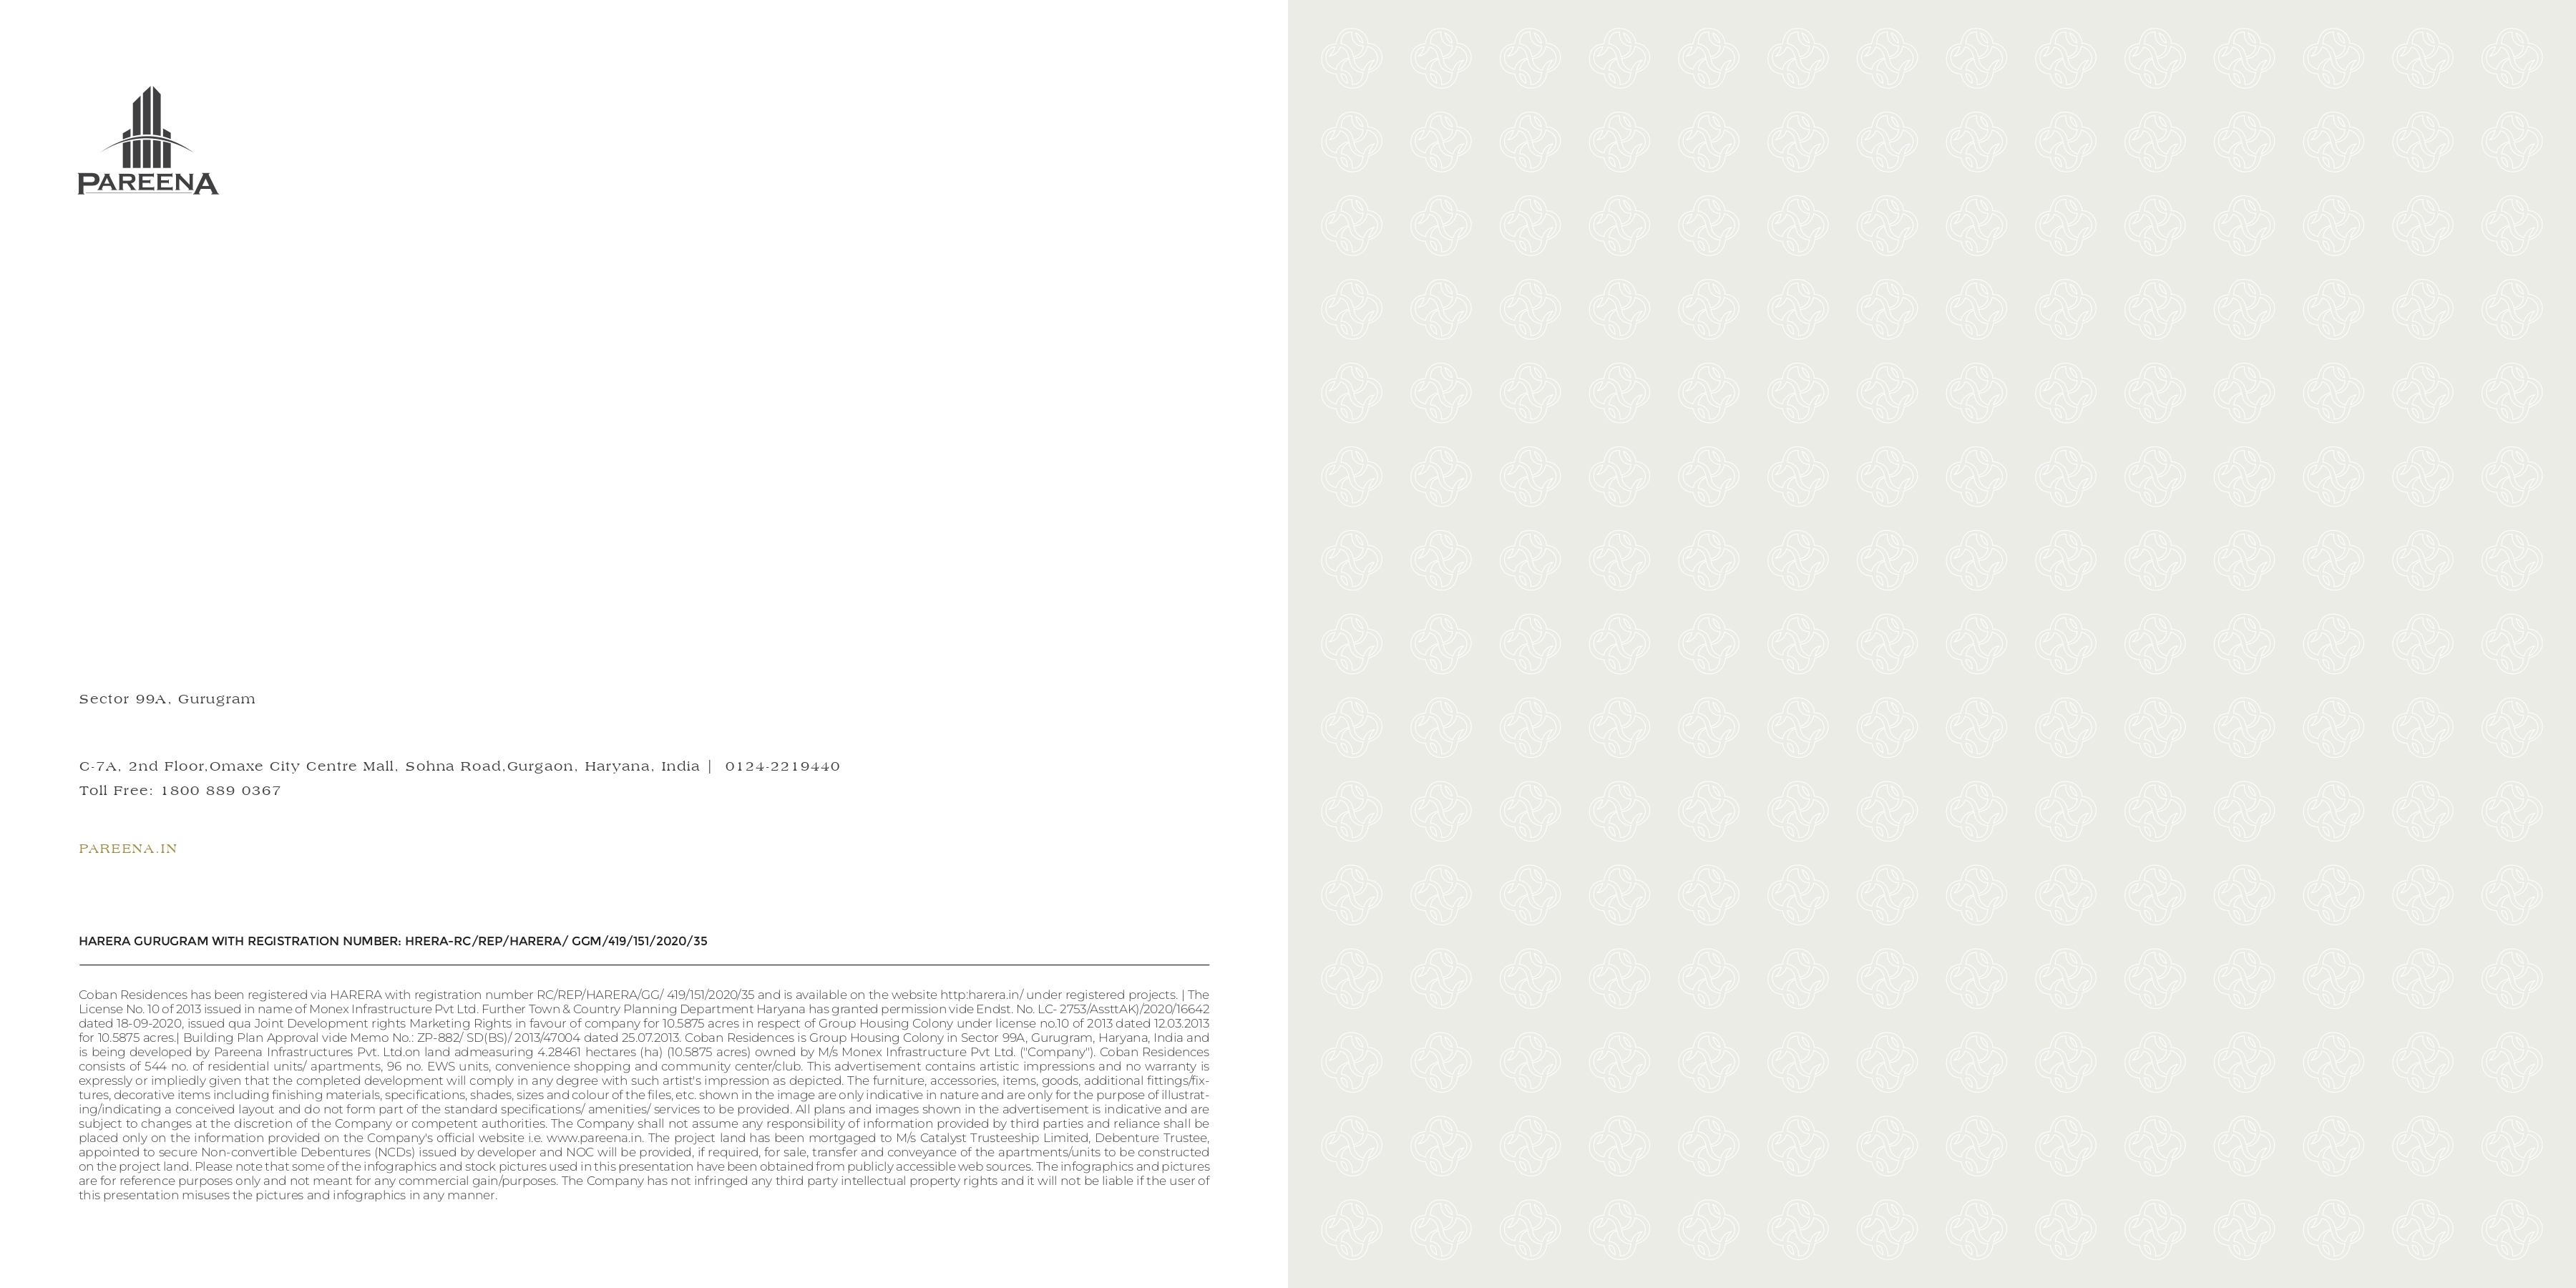 PAREENA
Sector 99A, Gurugram
C-7A, 2nd Floor,Omaxe City Centre Mall, Sohna Road,Gurgaon, Haryana, India | 0124-2219440
Toll Free: 1800 889 0367
PAREENA.IN
HARERA GURUGRAM WITH REGISTRATION NUMBER: HRERA-RC/REP/HARERA/ GGM/419/151/2020/35
Coban Residences has been registered via HARERA with registration number RC/REP/HARERA/GG/ 419/151/2020/35 and is available on the website http:harera.in/ under registered projects. | The
License No. 10 of 2013 issued in name of Monex Infrastructure Pvt Ltd. Further Town & Country Planning Department Haryana has granted permission vide Endst. No. LC- 2753/AssttAK)/2020/16642
dated 18-09-2020, issued qua Joint Development rights Marketing Rights in favour of company for 10.5875 acres in respect of Group Housing Colony under license no.10 of 2013 dated 12.03.2013
for 10.5875 acres.| Building Plan Approval vide Memo No.: ZP-882/ SD(BS)/ 2013/47004 dated 25.07.2013. Coban Residences is Group Housing Colony in Sector 99A, Gurugram, Haryana, India and
is being developed by Pareena Infrastructures Pvt. Ltd.on land admeasuring 4.28461 hectares (ha) (10.5875 acres) owned by M/s Monex Infrastructure Pvt Ltd. ("Company"). Coban Residences
consists of 544 no. of residential units/ apartments, 96 no. EWS units, convenience shopping and community center/club. This advertisement contains artistic impressions and no warranty is
expressly or impliedly given that the completed development will comply in any degree with such artist's impression as depicted. The furniture, accessories, items, goods, additional fittings/fix-
tures, decorative items including finishing materials, specifications, shades, sizes and colour of the files, etc. shown in the image are only indicative in nature and are only for the purpose of illustrat-
ing/indicating a conceived layout and do not form part of the standard specifications/ amenities/ services to be provided. All plans and images shown in the advertisement is indicative and are
subject to changes at the discretion of the Company or competent authorities. The Company shall not assume any responsibility of information provided by third parties and reliance shall be
placed only on the information provided on the Company's official website i.e. www.pareena.in. The project land has been mortgaged to M/s Catalyst Trusteeship Limited, Debenture Trustee,
appointed to secure Non-convertible Debentures (NCDs) issued by developer and NOC will be provided, if required, for sale, transfer and conveyance of the apartments/units to be constructed
on the project land. Please note that some of the infographics and stock pictures used in this presentation have been obtained from publicly accessible web sources. The infographics and pictures
are for reference purposes only and not meant for any commercial gain/purposes. The Company has not infringed any third party intellectual property rights and it will not be liable if the user of
this presentation misuses the pictures and infographics in any manner.